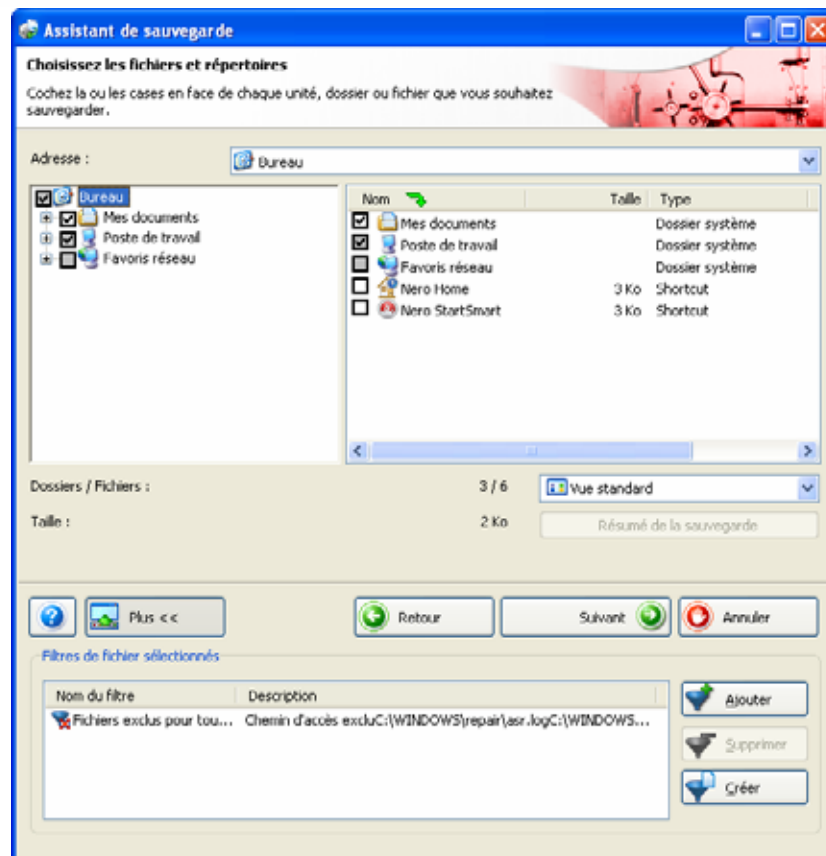 Assistant de sauvegarde
Choisissez les fichiers et répertoires
Cochez la ou les cases en face de chaque unité, dossier ou fichier que vous souhaitez
sauvegarder.
Adresse :
Bureau
Bureau
Mes documents
Poste de travail
Favoris réseau
Nom Taille Type
Mes documents Dossier système
Poste de travail Dossier système
Favoris réseau Dossier système
Nero Home 3 Ko Shortcut
Nero StartSmart 3 Ko Shortcut
Dossiers / Fichiers : 3 / 6 Vue standard
Taille : 2 Ko Résumé de la sauvegarde
Plus << Retour Suivant Annuler
Filtres de fichier sélectionnés
Nom du filtre Description
Fichiers exclus pour tou... Chemin d'accès excluC:\WINDOWS\repair\asr.logC:\WINDOWS...
Ajouter
Supprimer
Créer